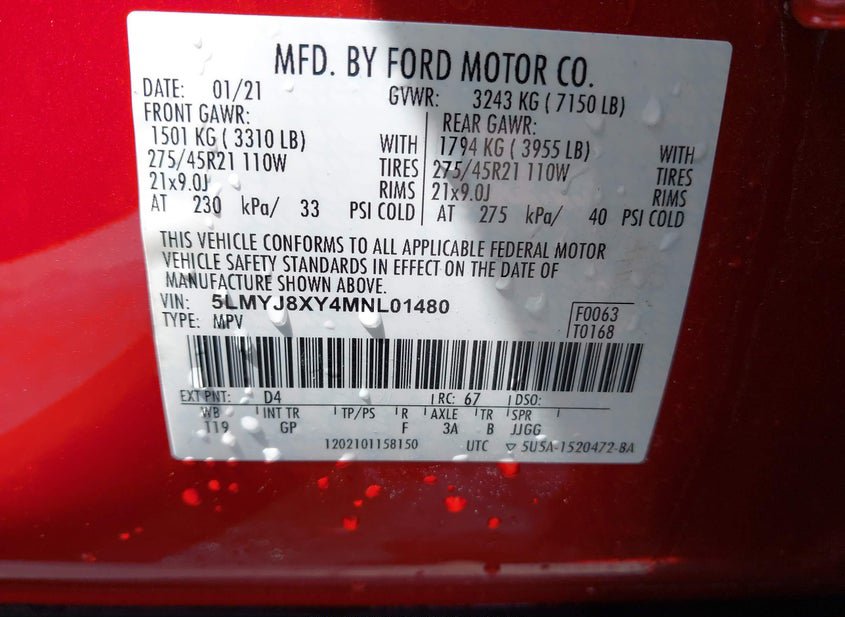 MFD. BY FORD MOTOR CO.
DATE: 01/21 GVWR: 3243 KG ( 7150 LB)
FRONT GAWR: REAR GAWR:
1501 KG ( 3310 LB) WITH 1794 KG ( 3955 LB) WITH
275/45R21 110W TIRES 275/45R21 110W TIRES
21x9.0J RIMS 21x9.0J RIMS
AT 230 kPa/ 33 PSI COLD AT 275 kPa/ 40 PSI COLD
THIS VEHICLE CONFORMS TO ALL APPLICABLE FEDERAL MOTOR
VEHICLE SAFETY STANDARDS IN EFFECT ON THE DATE OF
MANUFACTURE SHOWN ABOVE.
VIN: 5LMYJ8XY4MNL01480 F0063
TYPE: MPV T0168
EXT PNT: D4 RC: 67 DSO:
WB INT TR TP/PS R AXLE TR SPR
119 GP F 3A B JJGG
1202101158150 UTC ▽ 5U5A-1520472-BA